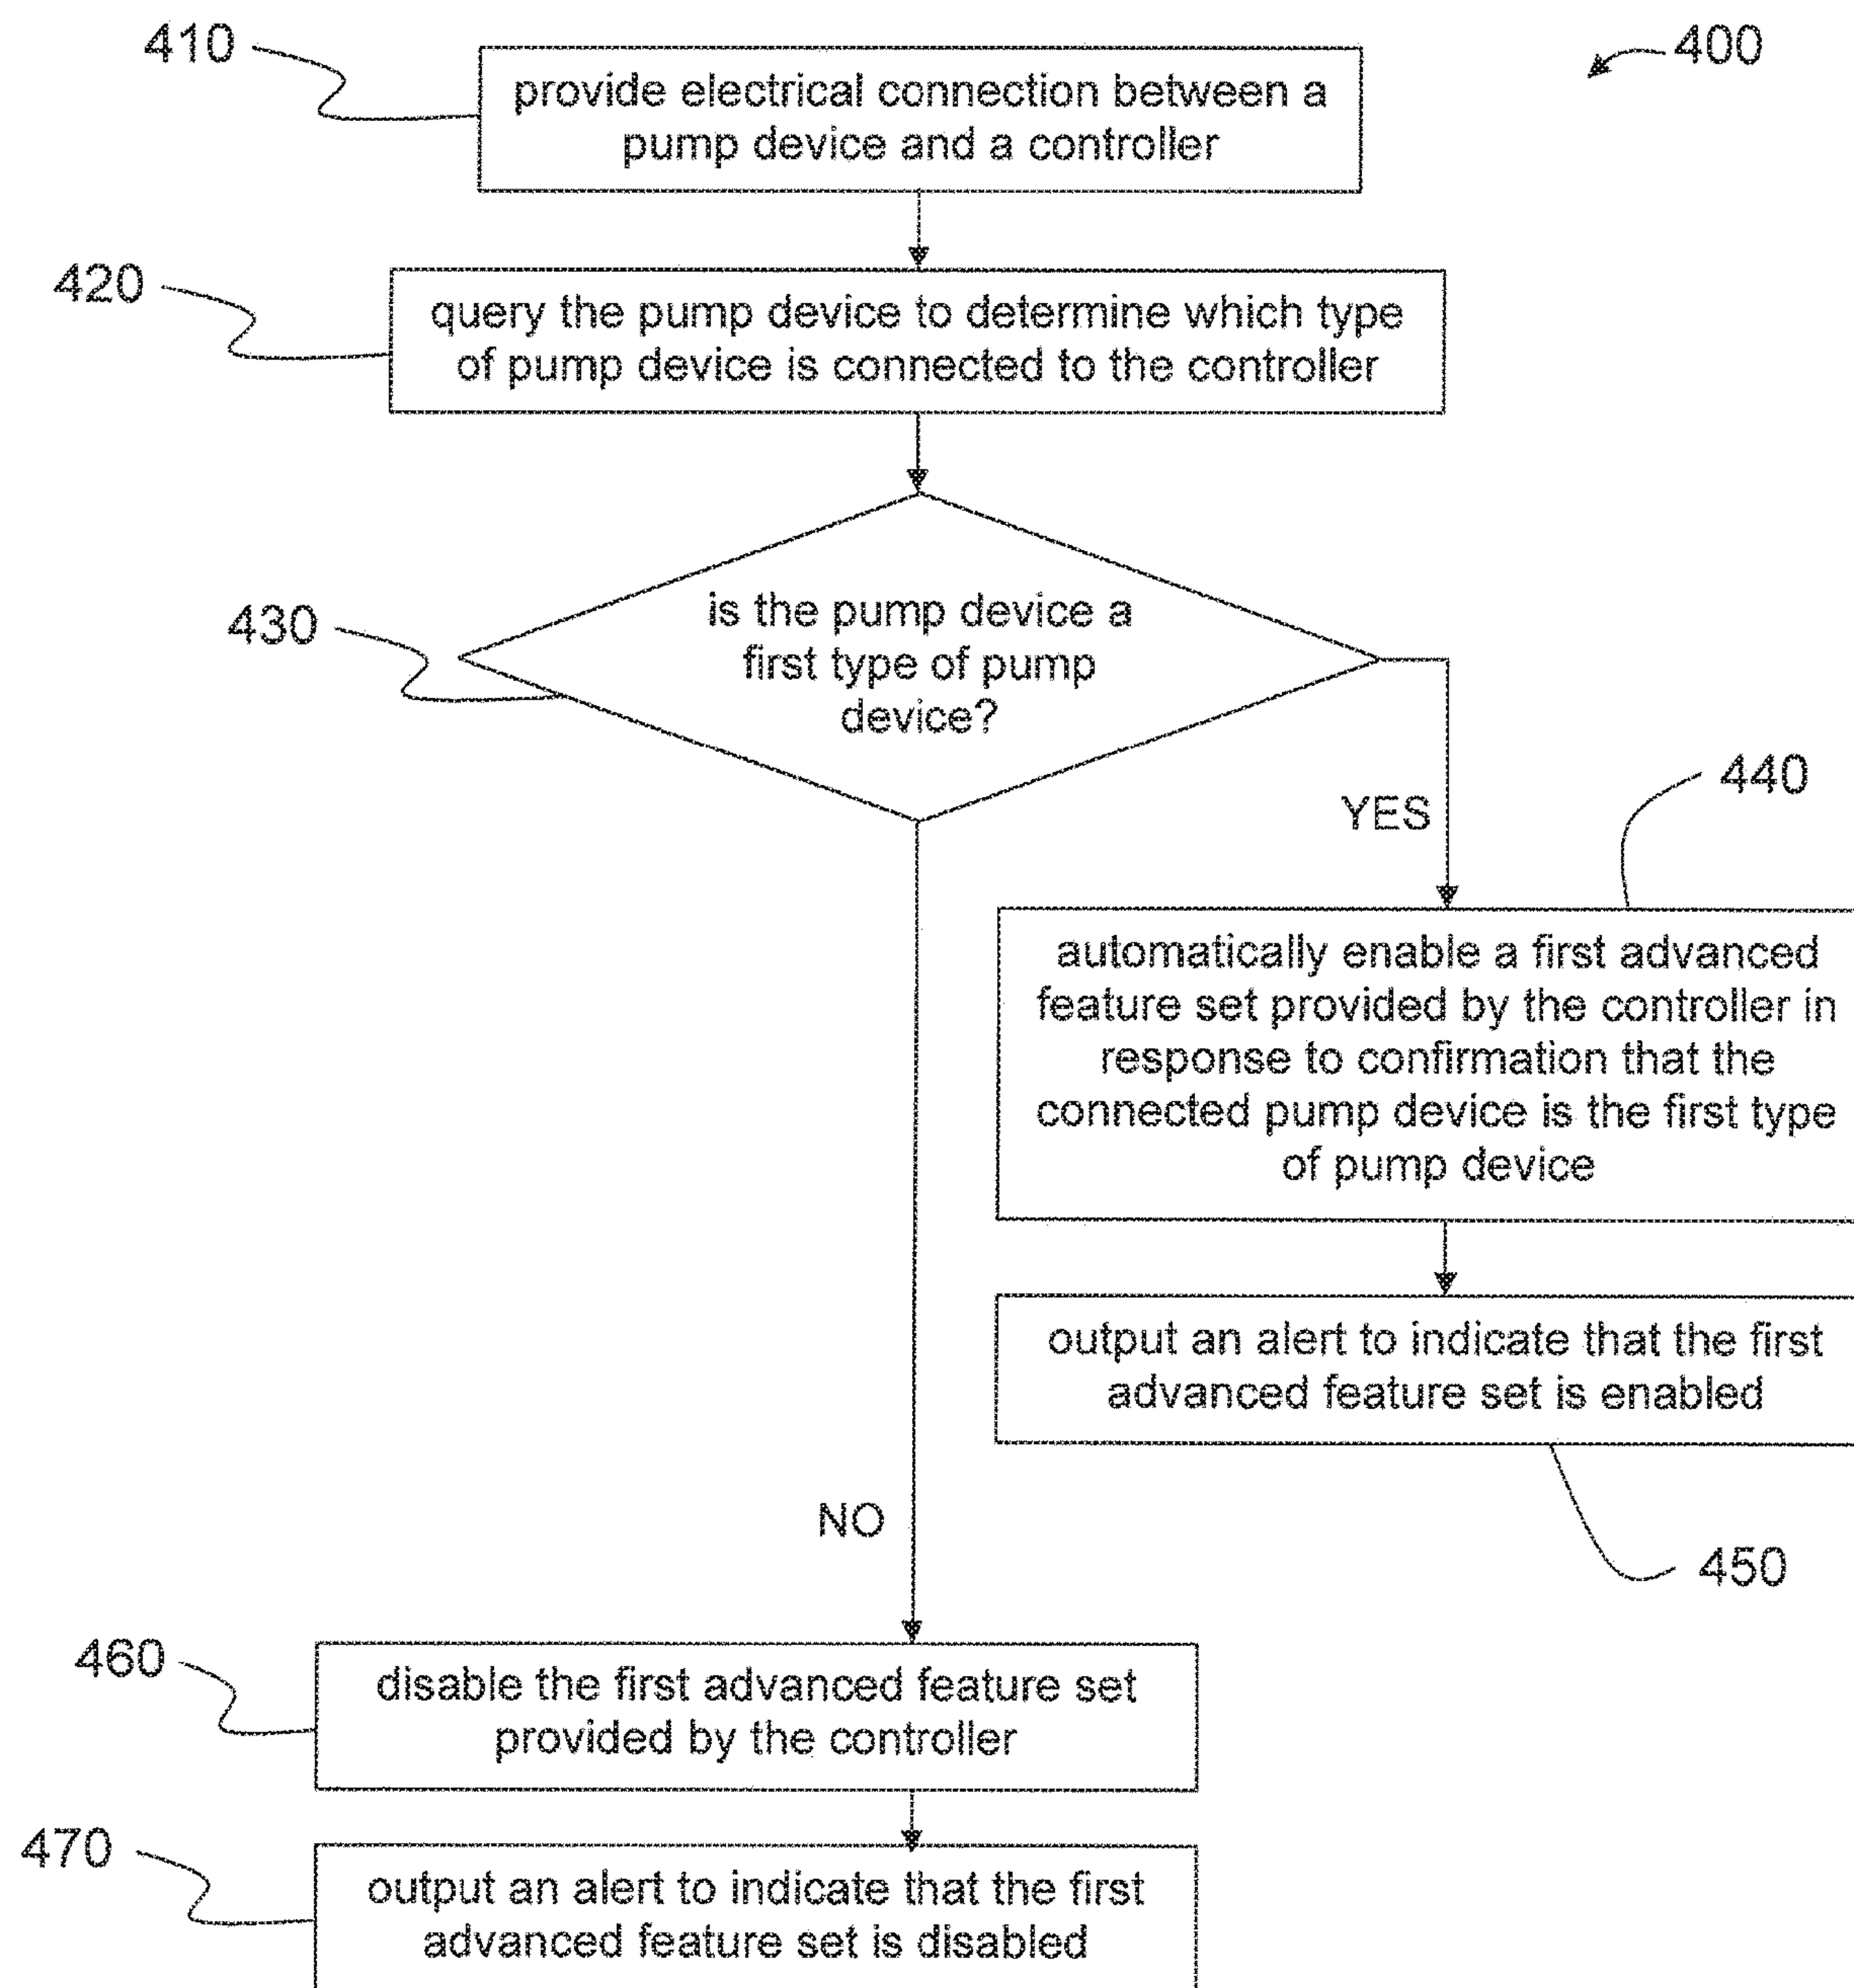 410
400
provide electrical connection between a
pump device and a controller
420
query the pump device to determine which type
of pump device is connected to the controller
430
is the pump device a
first type of pump
device?
440
YES
automatically enable a first advanced
feature set provided by the controller in
response to confirmation that the
connected pump device is the first type
of pump device
output an alert to indicate that the first
advanced feature set is enabled
NO
450
460
disable the first advanced feature set
provided by the controller
470
output an alert to indicate that the first
advanced feature set is disabled